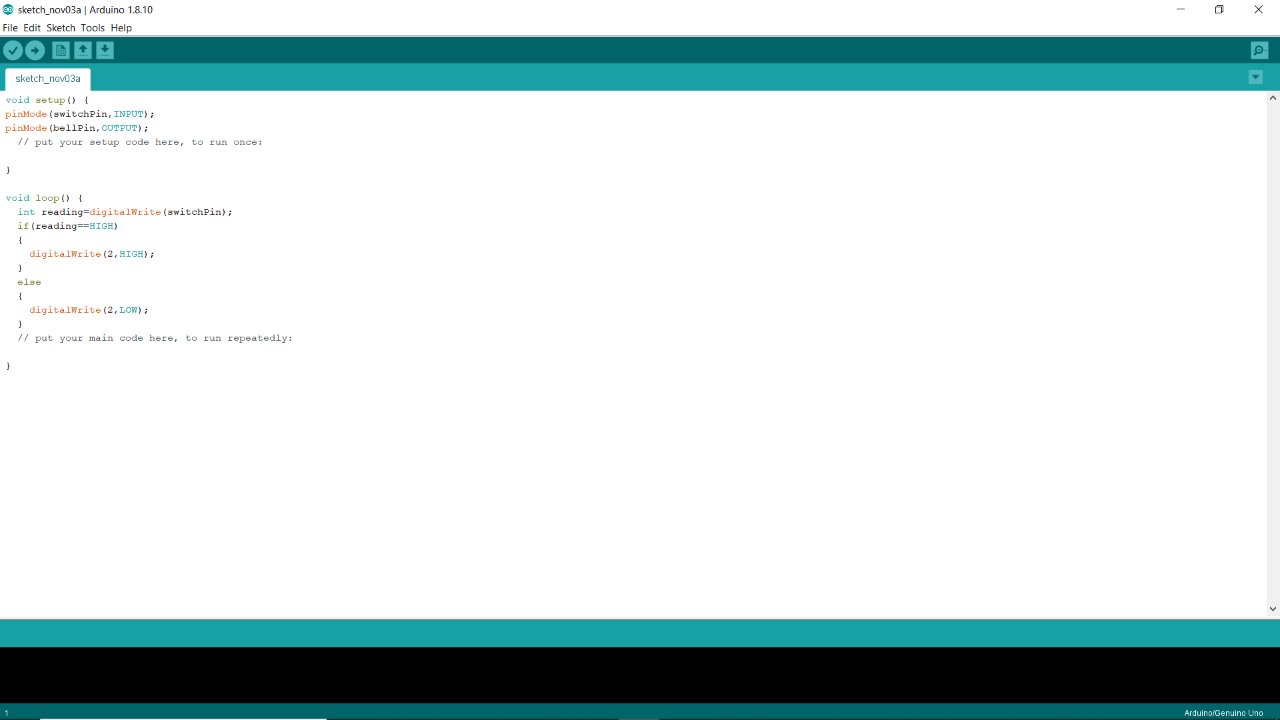 sketch_nov03a | Arduino 1.8.10
File Edit Sketch Tools Help
sketch_nov03a
void setup() {
pinMode(switchPin,INPUT);
pinMode(bellPin,OUTPUT);
// put your setup code here, to run once:
}
void loop() {
int reading=digitalWrite(switchPin);
if(reading==HIGH)
{
digitalWrite(2,HIGH);
}
else
{
digitalWrite(2,LOW);
}
// put your main code here, to run repeatedly:
}
1
Arduino/Genuino Uno